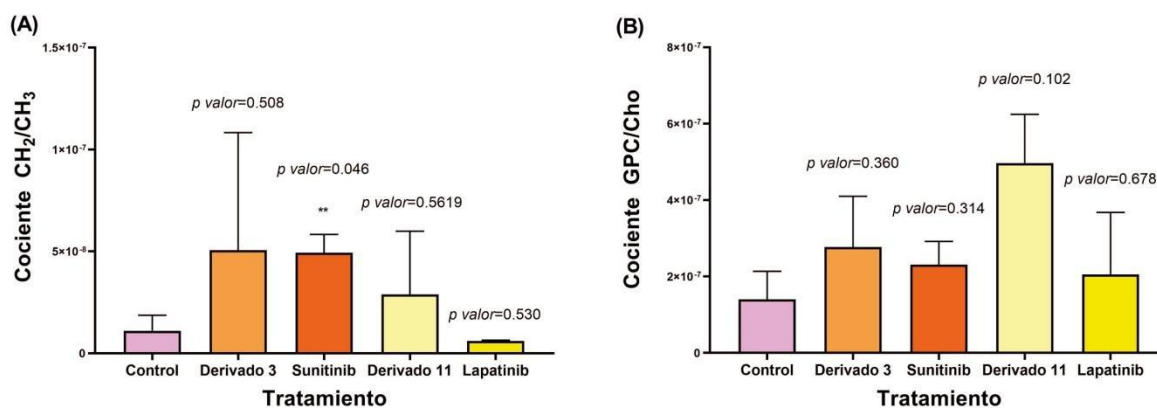 (A)
Cociente CH₂/CH₃
1.5×10⁻⁷
1×10⁻⁷
5×10⁻⁸
0
p valor=0.508
p valor=0.046
**
p valor=0.5619
p valor=0.530
Control Derivado 3 Sunitinib Derivado 11 Lapatinib
Tratamiento
(B)
Cociente GPC/Cho
8×10⁻⁷
6×10⁻⁷
4×10⁻⁷
2×10⁻⁷
0
p valor=0.360
p valor=0.314
p valor=0.102
p valor=0.678
Control Derivado 3 Sunitinib Derivado 11 Lapatinib
Tratamiento